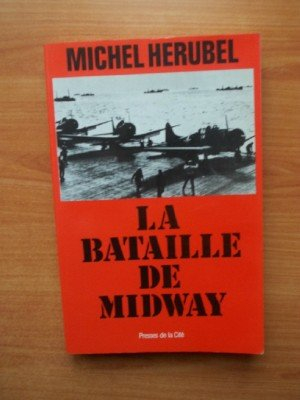 MICHEL HERUBEL
LA
BATAILLE
DE
MIDWAY
Presses de la Cité